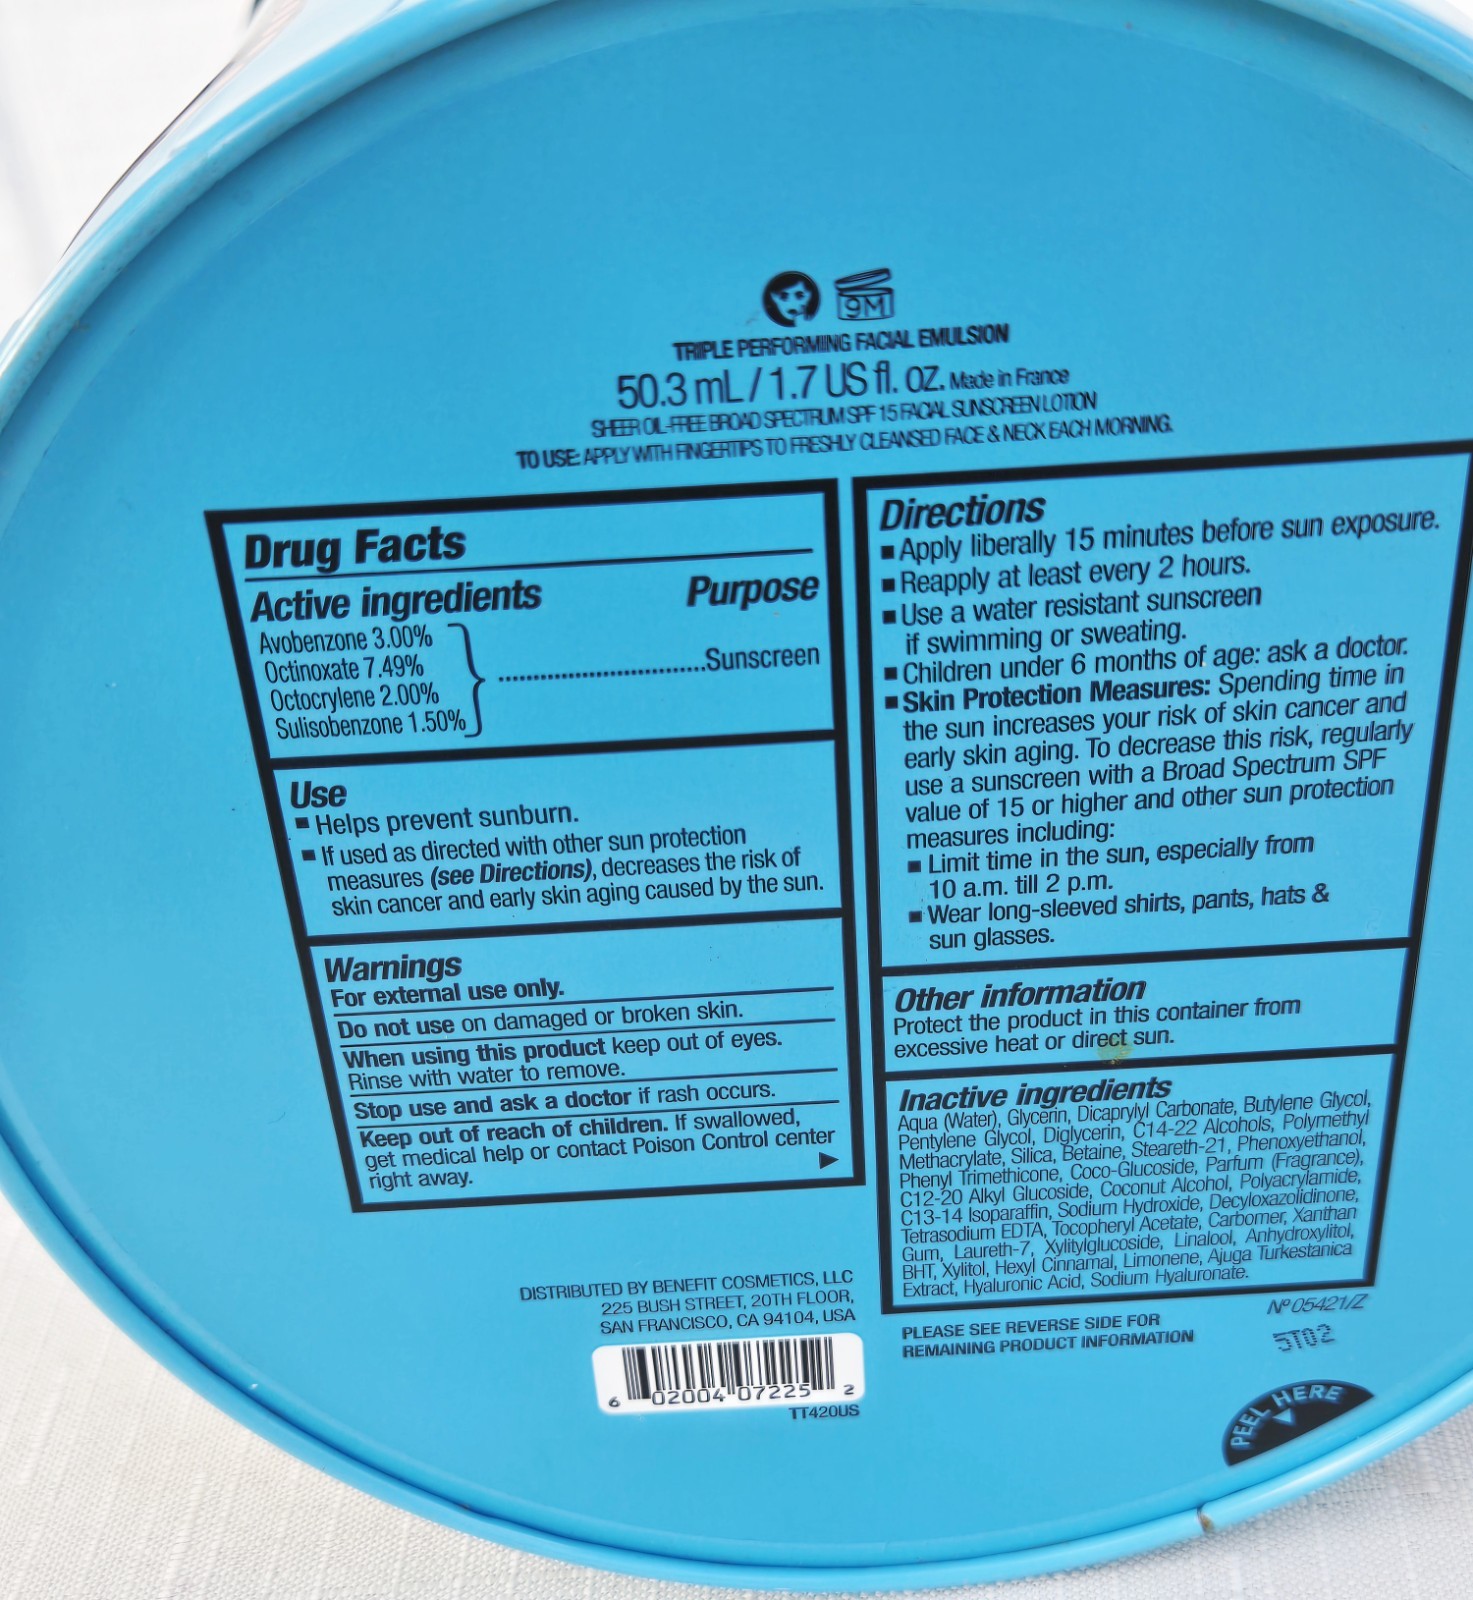 9M
TRIPLE PERFORMING FACIAL EMULSION
50.3 mL / 1.7 US fl. oz. Made in France
SHEER OIL-FREE BROAD SPECTRUM SPF 15 FACIAL SUNSCREEN LOTION
TO USE: APPLY WITH FINGERTIPS TO FRESHLY CLEANSED FACE & NECK EACH MORNING.
Drug Facts
Active ingredients Purpose
Avobenzone 3.00%
Octinoxate 7.49%
Octocrylene 2.00%
Sulisobenzone 1.50%
..............................Sunscreen
Use
▪ Helps prevent sunburn.
▪ If used as directed with other sun protection
measures (see Directions), decreases the risk of
skin cancer and early skin aging caused by the sun.
Warnings
For external use only.
Do not use on damaged or broken skin.
When using this product keep out of eyes.
Rinse with water to remove.
Stop use and ask a doctor if rash occurs.
Keep out of reach of children. If swallowed,
get medical help or contact Poison Control center
right away.
Directions
▪ Apply liberally 15 minutes before sun exposure.
▪ Reapply at least every 2 hours.
▪ Use a water resistant sunscreen
if swimming or sweating.
▪ Children under 6 months of age: ask a doctor.
▪ Skin Protection Measures: Spending time in
the sun increases your risk of skin cancer and
early skin aging. To decrease this risk, regularly
use a sunscreen with a Broad Spectrum SPF
value of 15 or higher and other sun protection
measures including:
▪ Limit time in the sun, especially from
10 a.m. till 2 p.m.
▪ Wear long-sleeved shirts, pants, hats &
sun glasses.
Other information
Protect the product in this container from
excessive heat or direct sun.
Inactive ingredients
Aqua (Water), Glycerin, Dicaprylyl Carbonate, Butylene Glycol,
Pentylene Glycol, Diglycerin, C14-22 Alcohols, Polymethyl
Methacrylate, Silica, Betaine, Steareth-21, Phenoxyethanol,
Phenyl Trimethicone, Coco-Glucoside, Parfum (Fragrance),
C12-20 Alkyl Glucoside, Coconut Alcohol, Polyacrylamide,
C13-14 Isoparaffin, Sodium Hydroxide, Decyloxazolidinone,
Tetrasodium EDTA, Tocopheryl Acetate, Carbomer, Xanthan
Gum, Laureth-7, Xylitylglucoside, Linalool, Anhydroxylitol,
BHT, Xylitol, Hexyl Cinnamal, Limonene, Ajuga Turkestanica
Extract, Hyaluronic Acid, Sodium Hyaluronate.
DISTRIBUTED BY BENEFIT COSMETICS, LLC
225 BUSH STREET, 20TH FLOOR,
SAN FRANCISCO, CA 94104, USA
6 02004 07225 2
TT420US
PLEASE SEE REVERSE SIDE FOR
REMAINING PRODUCT INFORMATION
Nº 05421/Z
5T02
PEEL HERE